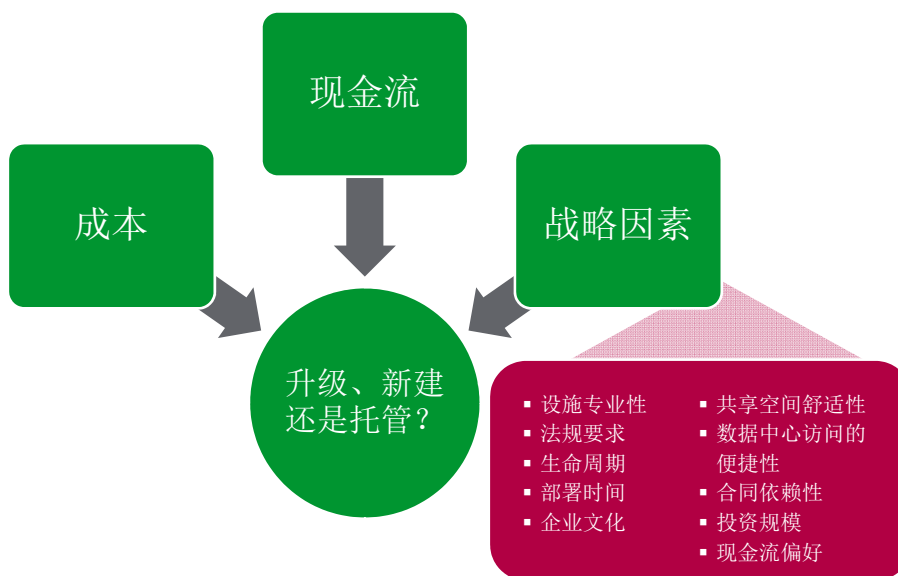 现金流
成本
战略因素
升级、新建
还是托管？
▪ 设施专业性
▪ 法规要求
▪ 生命周期
▪ 部署时间
▪ 企业文化
▪ 共享空间舒适性
▪ 数据中心访问的
便捷性
▪ 合同依赖性
▪ 投资规模
▪ 现金流偏好